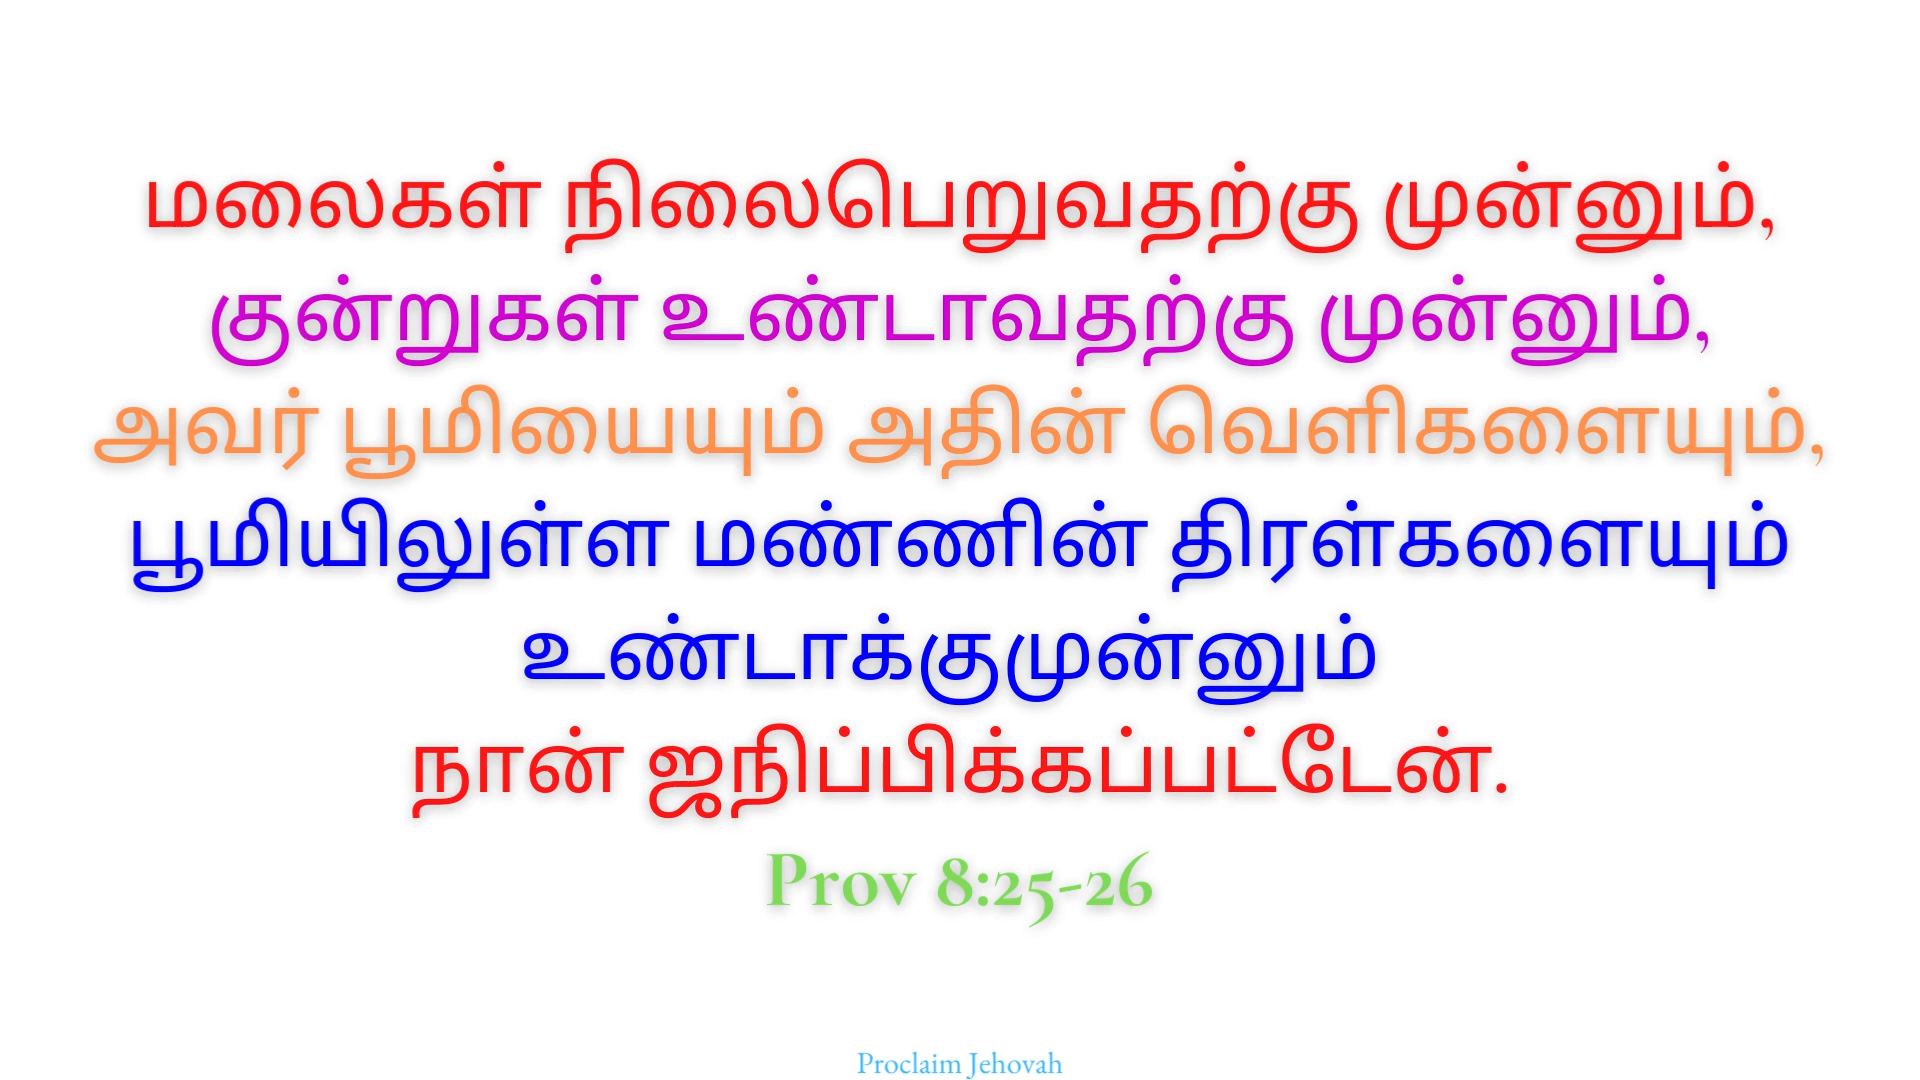 மலைகள் நிலைபெறுவதற்கு முன்னும்,
குன்றுகள் உண்டாவதற்கு முன்னும்,
அவர் பூமியையும் அதின் வெளிகளையும்,
பூமியிலுள்ள மண்ணின் திரள்களையும்
உண்டாக்குமுன்னும்
நான் ஜநிப்பிக்கப்பட்டேன்.
Prov 8:25-26
Proclaim Jehovah